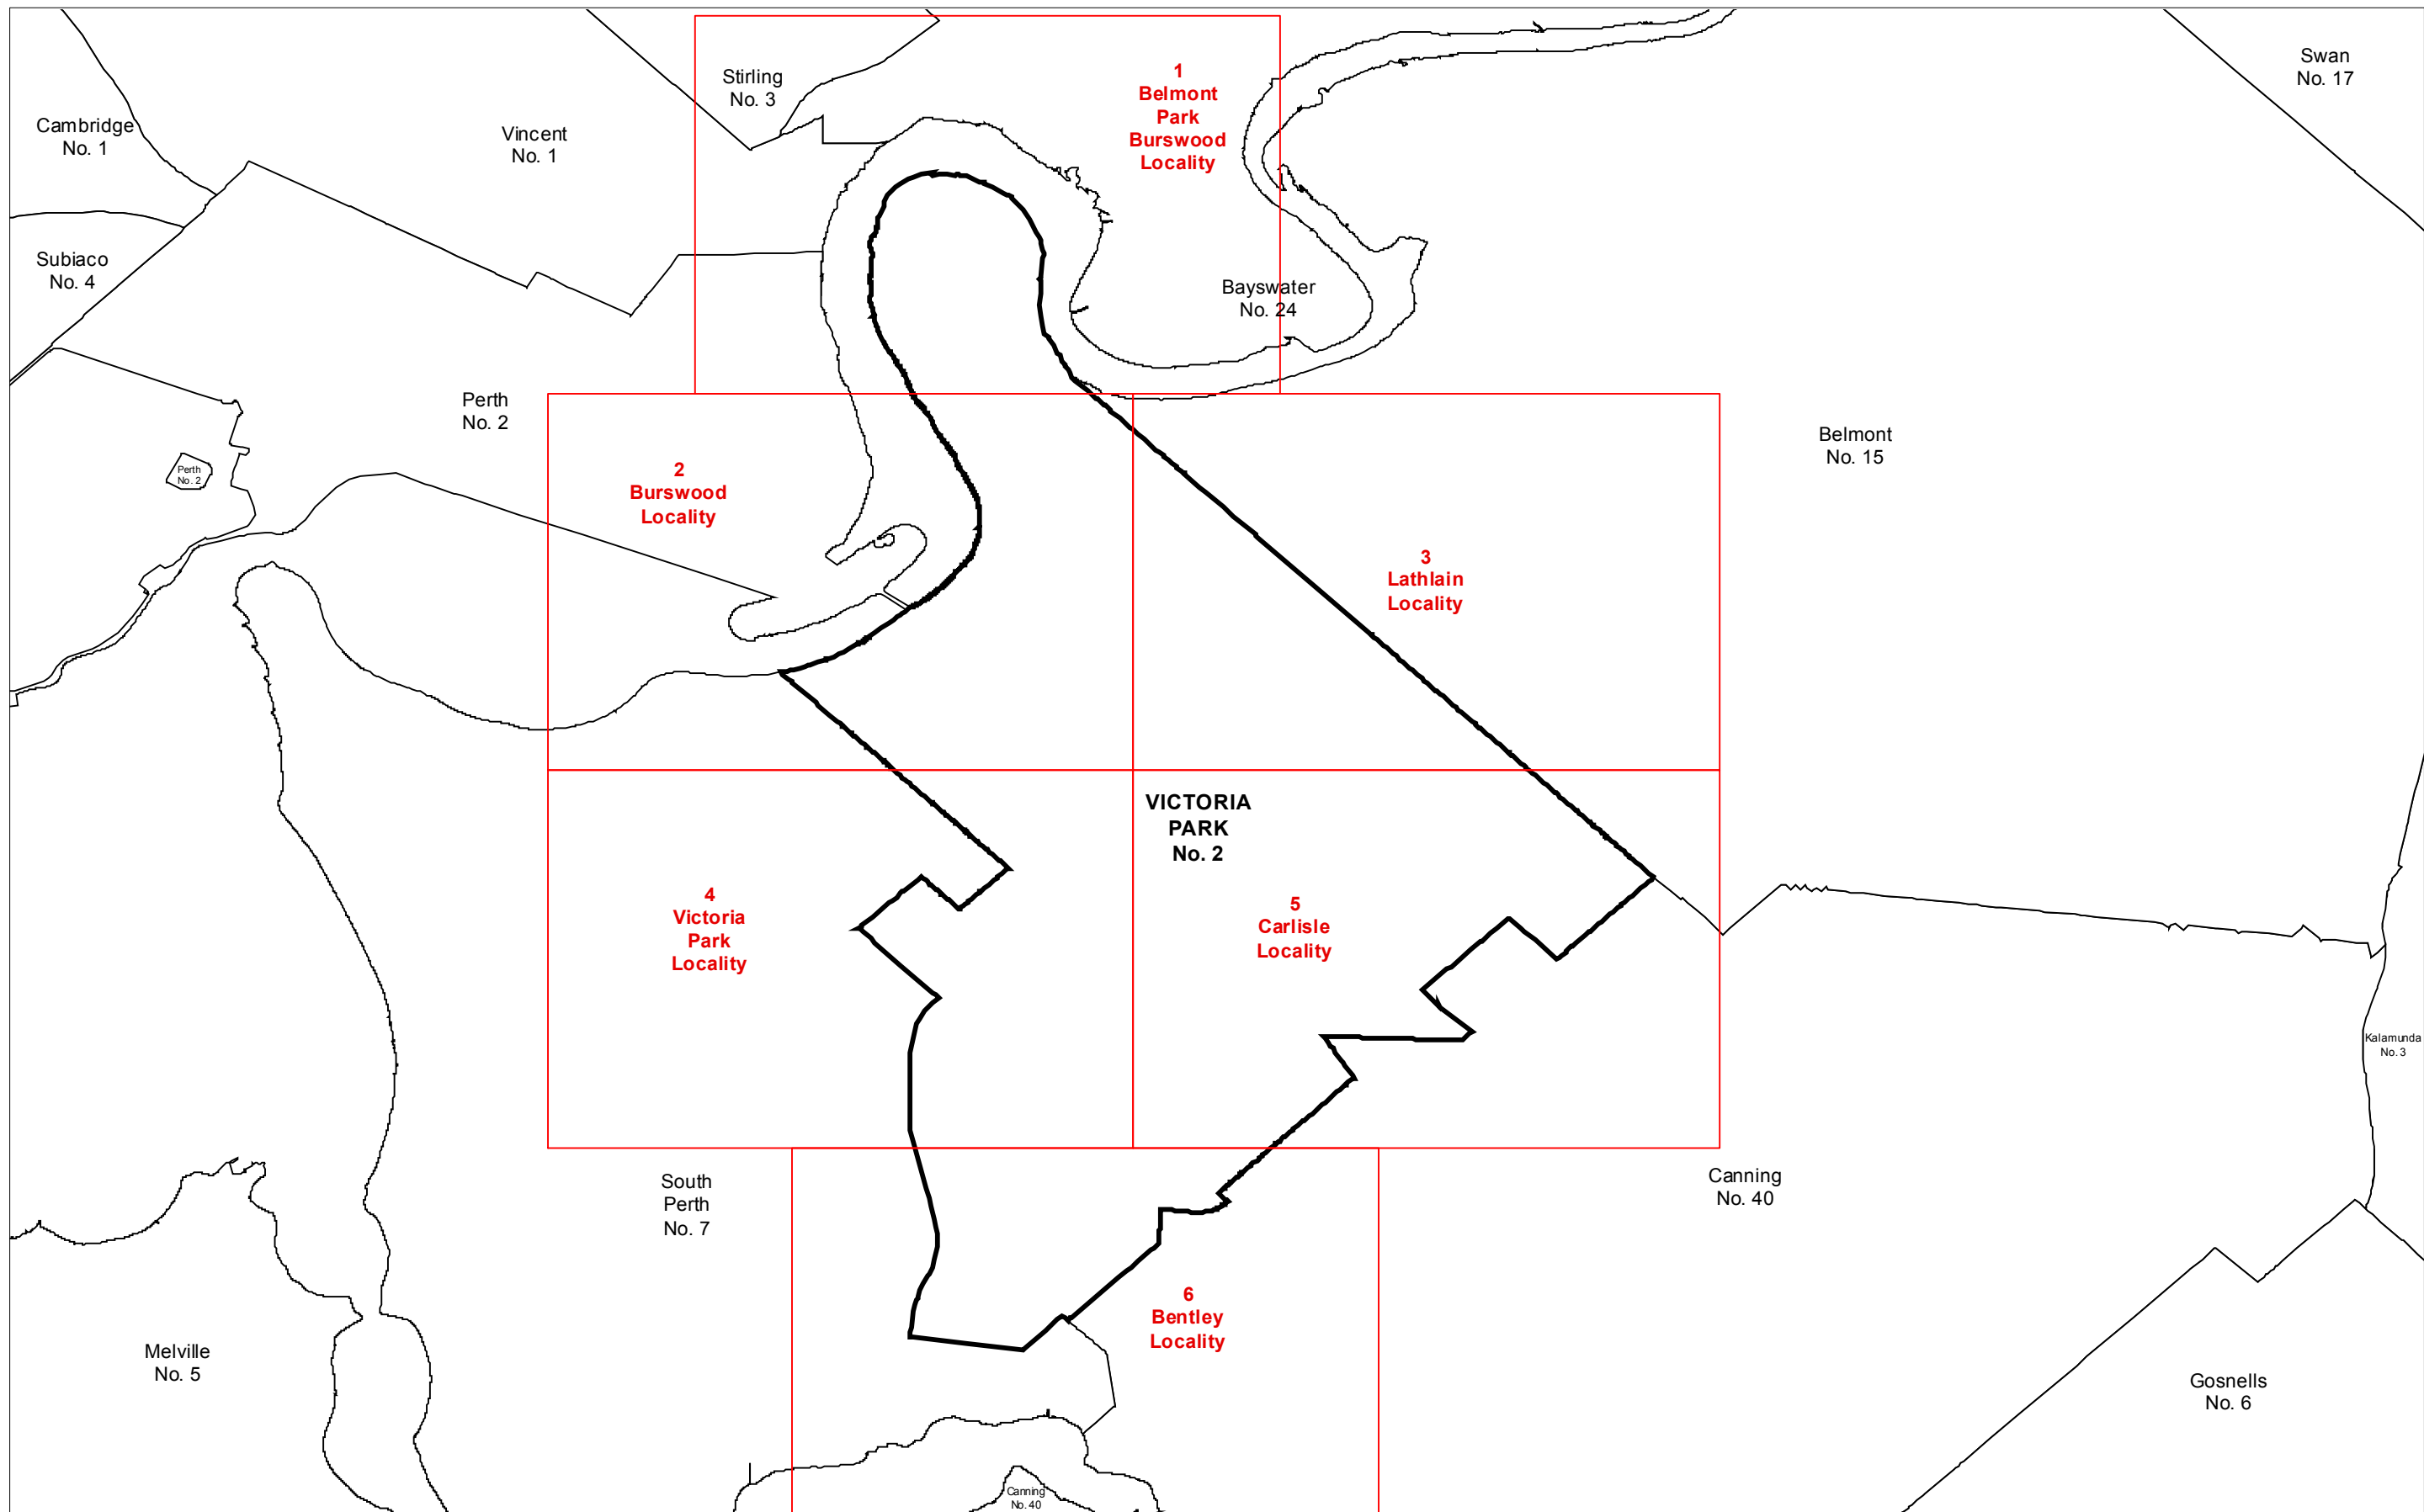 Swan
No. 17
1
Belmont
Park
Burswood
Locality
Stirling
No. 3
Cambridge
No. 1
Vincent
No. 1
Subiaco
No. 4
Bayswater
No. 24
Perth
No. 2
Belmont
No. 15
Perth
No. 2
2
Burswood
Locality
3
Lathlain
Locality
VICTORIA
PARK
No. 2
4
Victoria
Park
Locality
5
Carlisle
Locality
Kalamunda
No. 3
South
Perth
No. 7
Canning
No. 40
6
Bentley
Locality
Melville
No. 5
Gosnells
No. 6
Canning
No. 40